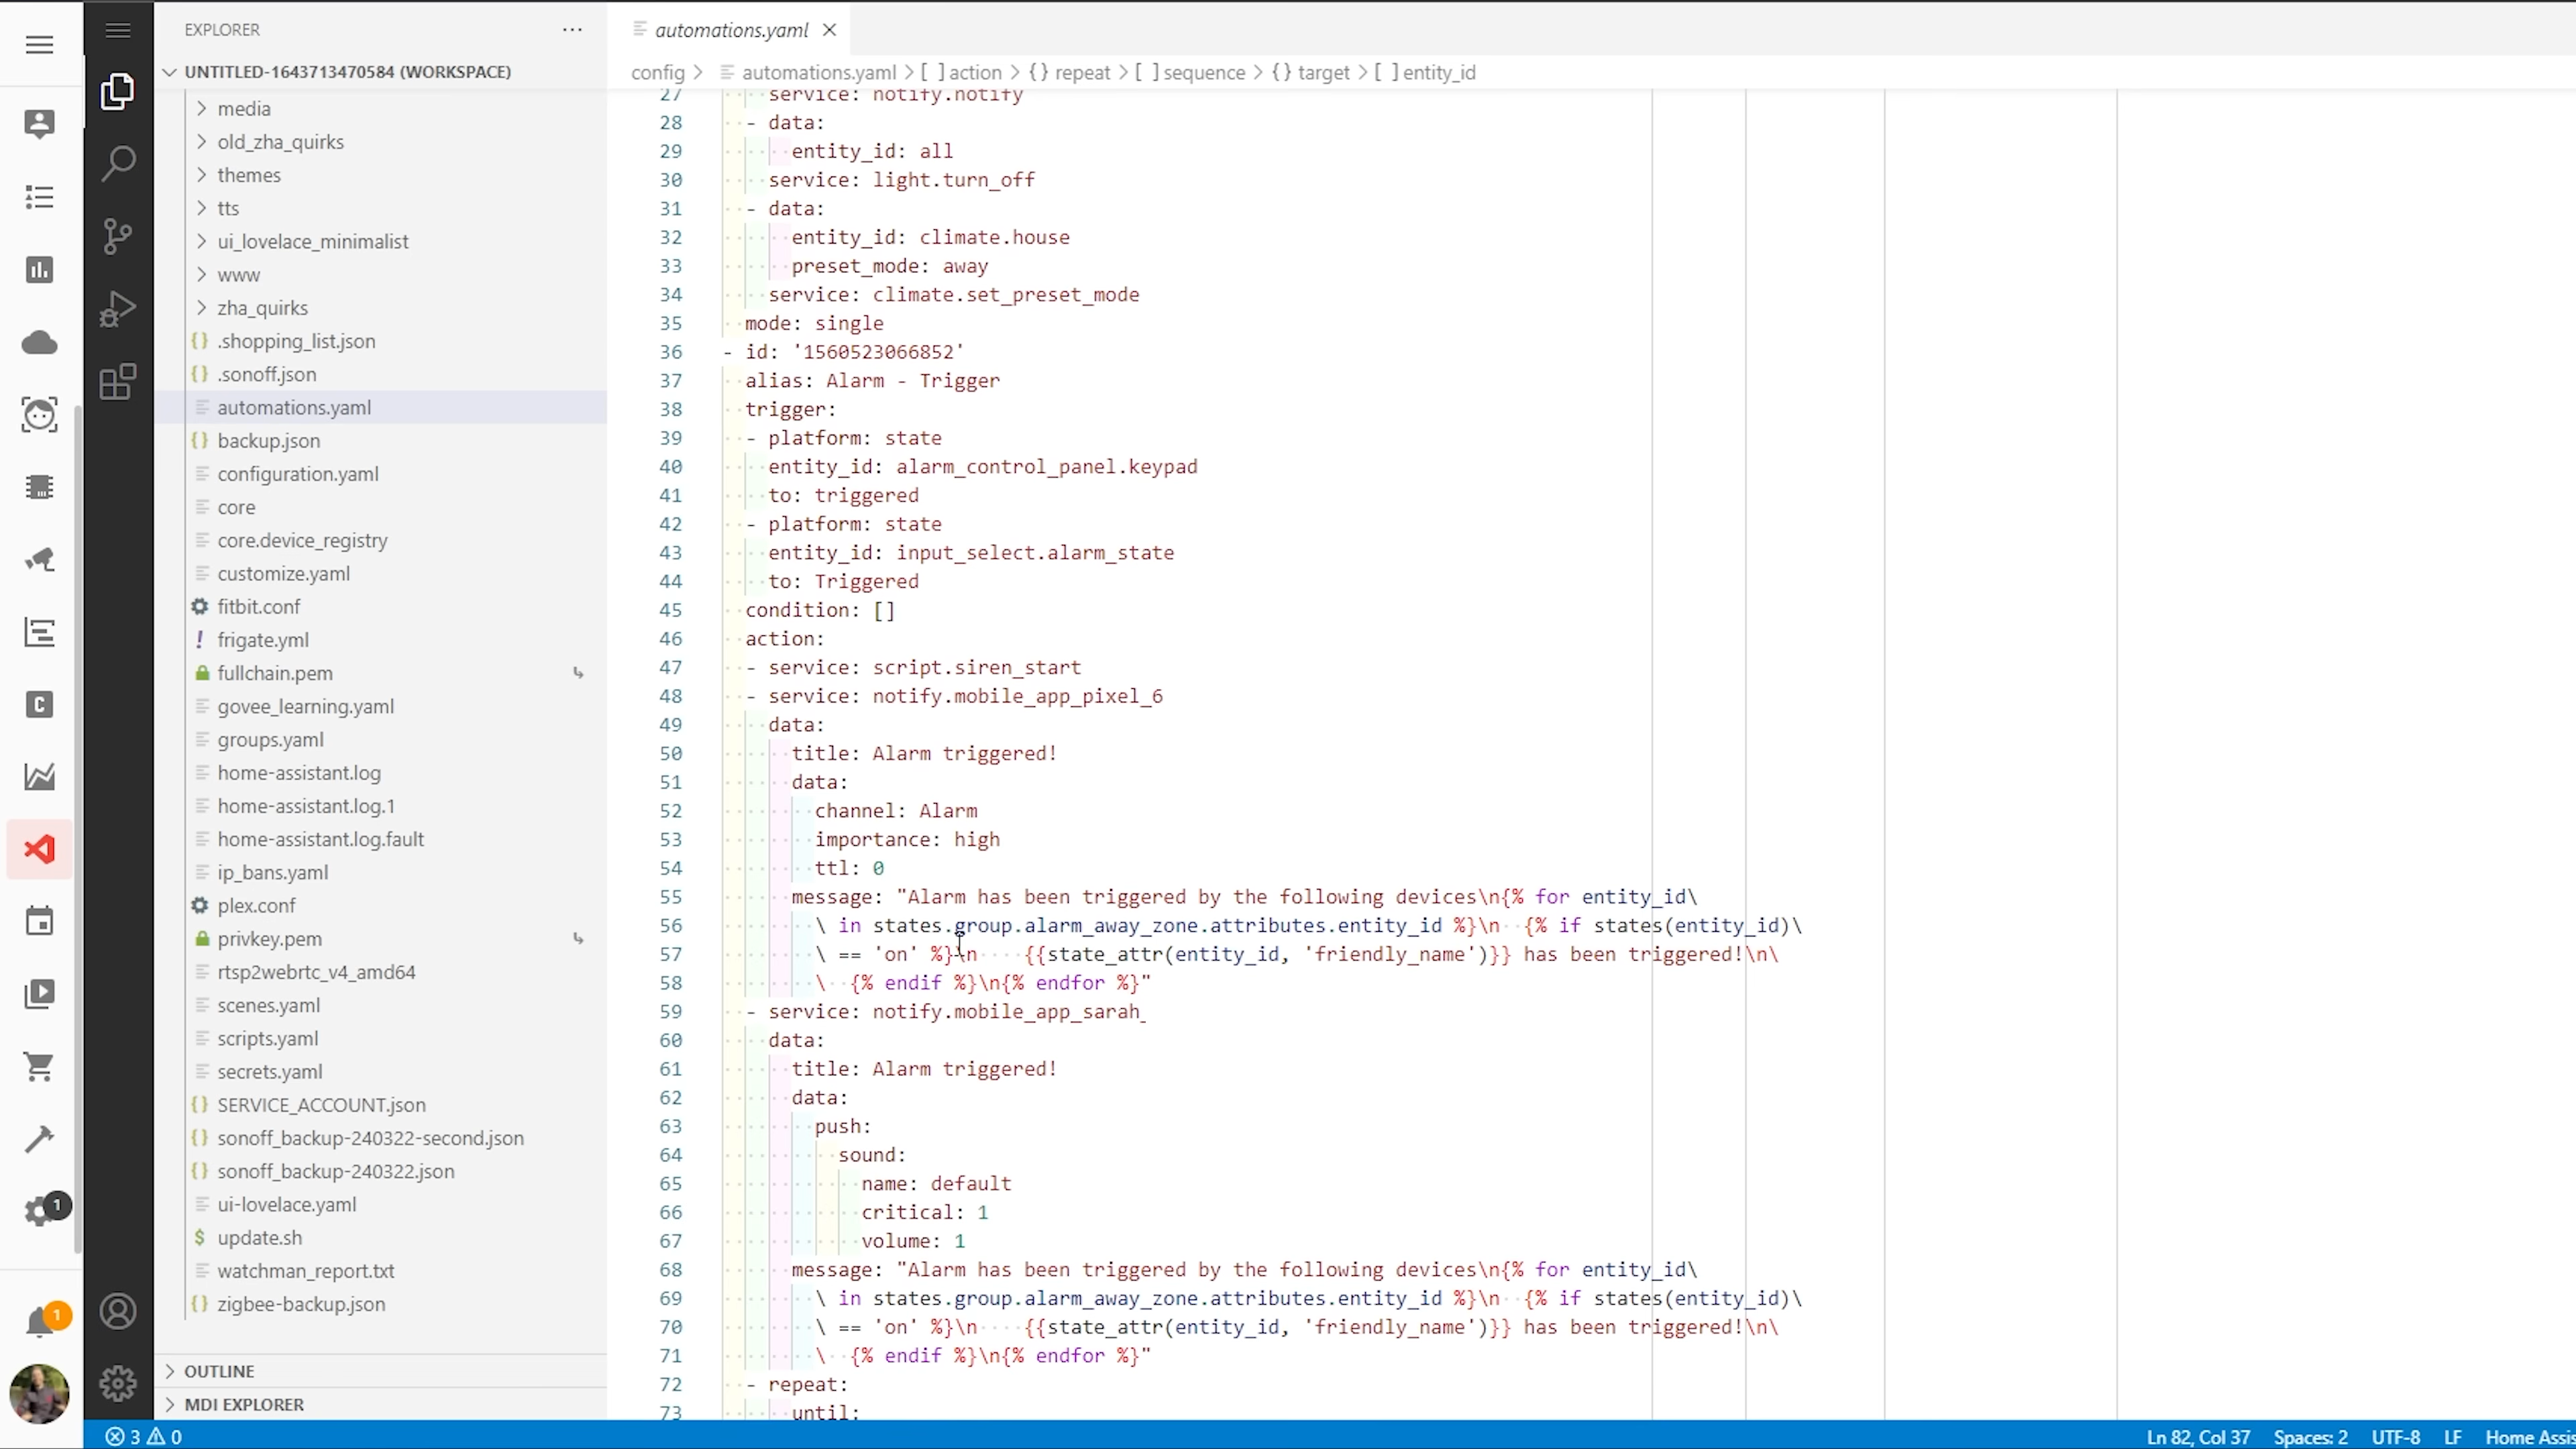 EXPLORER
UNTITLED-1643713470584 (WORKSPACE)
media
old_zha_quirks
themes
tts
ui_lovelace_minimalist
www
zha_quirks
.shopping_list.json
.sonoff.json
automations.yaml
backup.json
configuration.yaml
core
core.device_registry
customize.yaml
fitbit.conf
frigate.yml
fullchain.pem
govee_learning.yaml
groups.yaml
home-assistant.log
home-assistant.log.1
home-assistant.log.fault
ip_bans.yaml
plex.conf
privkey.pem
rtsp2webrtc_v4_amd64
scenes.yaml
scripts.yaml
secrets.yaml
SERVICE_ACCOUNT.json
sonoff_backup-240322-second.json
sonoff_backup-240322.json
ui-lovelace.yaml
update.sh
watchman_report.txt
zigbee-backup.json
OUTLINE
MDI EXPLORER
1
1
automations.yaml
config > automations.yaml > [ ] action > {} repeat > [ ] sequence > {} target > [ ] entity_id
27 service: notify.notify
28 - data:
29 entity_id: all
30 service: light.turn_off
31 - data:
32 entity_id: climate.house
33 preset_mode: away
34 service: climate.set_preset_mode
35 mode: single
36 - id: '1560523066852'
37 alias: Alarm - Trigger
38 trigger:
39 - platform: state
40 entity_id: alarm_control_panel.keypad
41 to: triggered
42 - platform: state
43 entity_id: input_select.alarm_state
44 to: Triggered
45 condition: []
46 action:
47 - service: script.siren_start
48 - service: notify.mobile_app_pixel_6
49 data:
50 title: Alarm triggered!
51 data:
52 channel: Alarm
53 importance: high
54 ttl: 0
55 message: "Alarm has been triggered by the following devices\n{% for entity_id\
56 \ in states.group.alarm_away_zone.attributes.entity_id %}\n  {% if states(entity_id)\
57 \ == 'on' %}\n    {{state_attr(entity_id, 'friendly_name')}} has been triggered!\n\
58 \  {% endif %}\n{% endfor %}"
59 - service: notify.mobile_app_sarah_
60 data:
61 title: Alarm triggered!
62 data:
63 push:
64 sound:
65 name: default
66 critical: 1
67 volume: 1
68 message: "Alarm has been triggered by the following devices\n{% for entity_id\
69 \ in states.group.alarm_away_zone.attributes.entity_id %}\n  {% if states(entity_id)\
70 \ == 'on' %}\n    {{state_attr(entity_id, 'friendly_name')}} has been triggered!\n\
71 \  {% endif %}\n{% endfor %}"
72 - repeat:
73 until:
3 0
Ln 82, Col 37 Spaces: 2 UTF-8 LF Home Assis